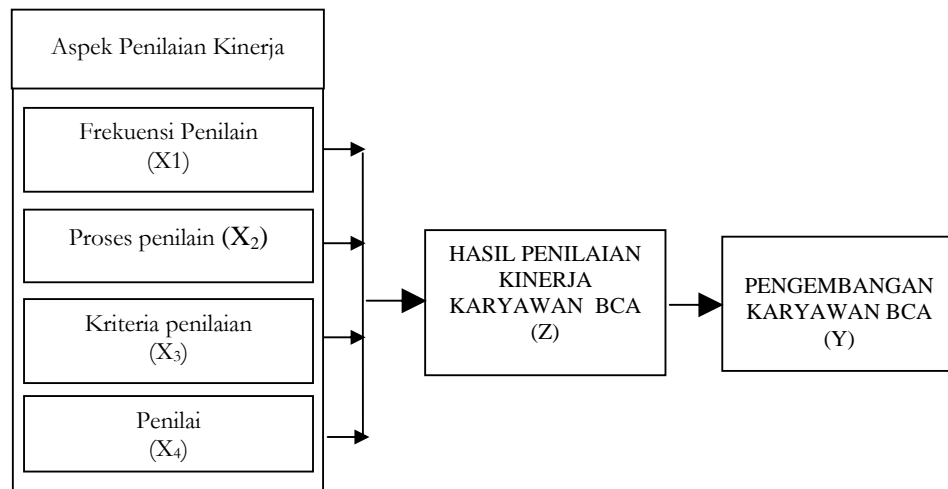 Aspek Penilaian Kinerja
Frekuensi Penilain
(X1)
Proses penilain (X₂)
Kriteria penilaian
(X₃)
Penilai
(X₄)
HASIL PENILAIAN
KINERJA
KARYAWAN BCA
(Z)
PENGEMBANGAN
KARYAWAN BCA
(Y)